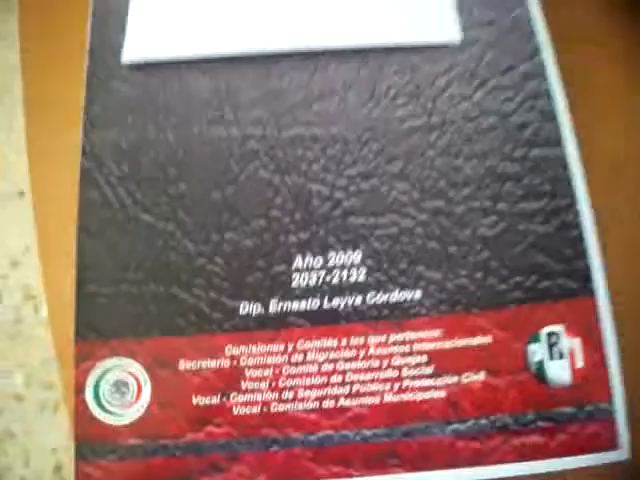 Año 2009
2037-2132
Dip. Ernesto Leyva Córdova
Comisiones y Comités a los que pertenece:
Secretario - Comisión de Migración y Asuntos Internacionales
Vocal - Comité de Gestoría y Quejas
Vocal - Comisión de Desarrollo Social
Vocal - Comisión de Seguridad Pública y Protección Civil
Vocal - Comisión de Asuntos Municipales